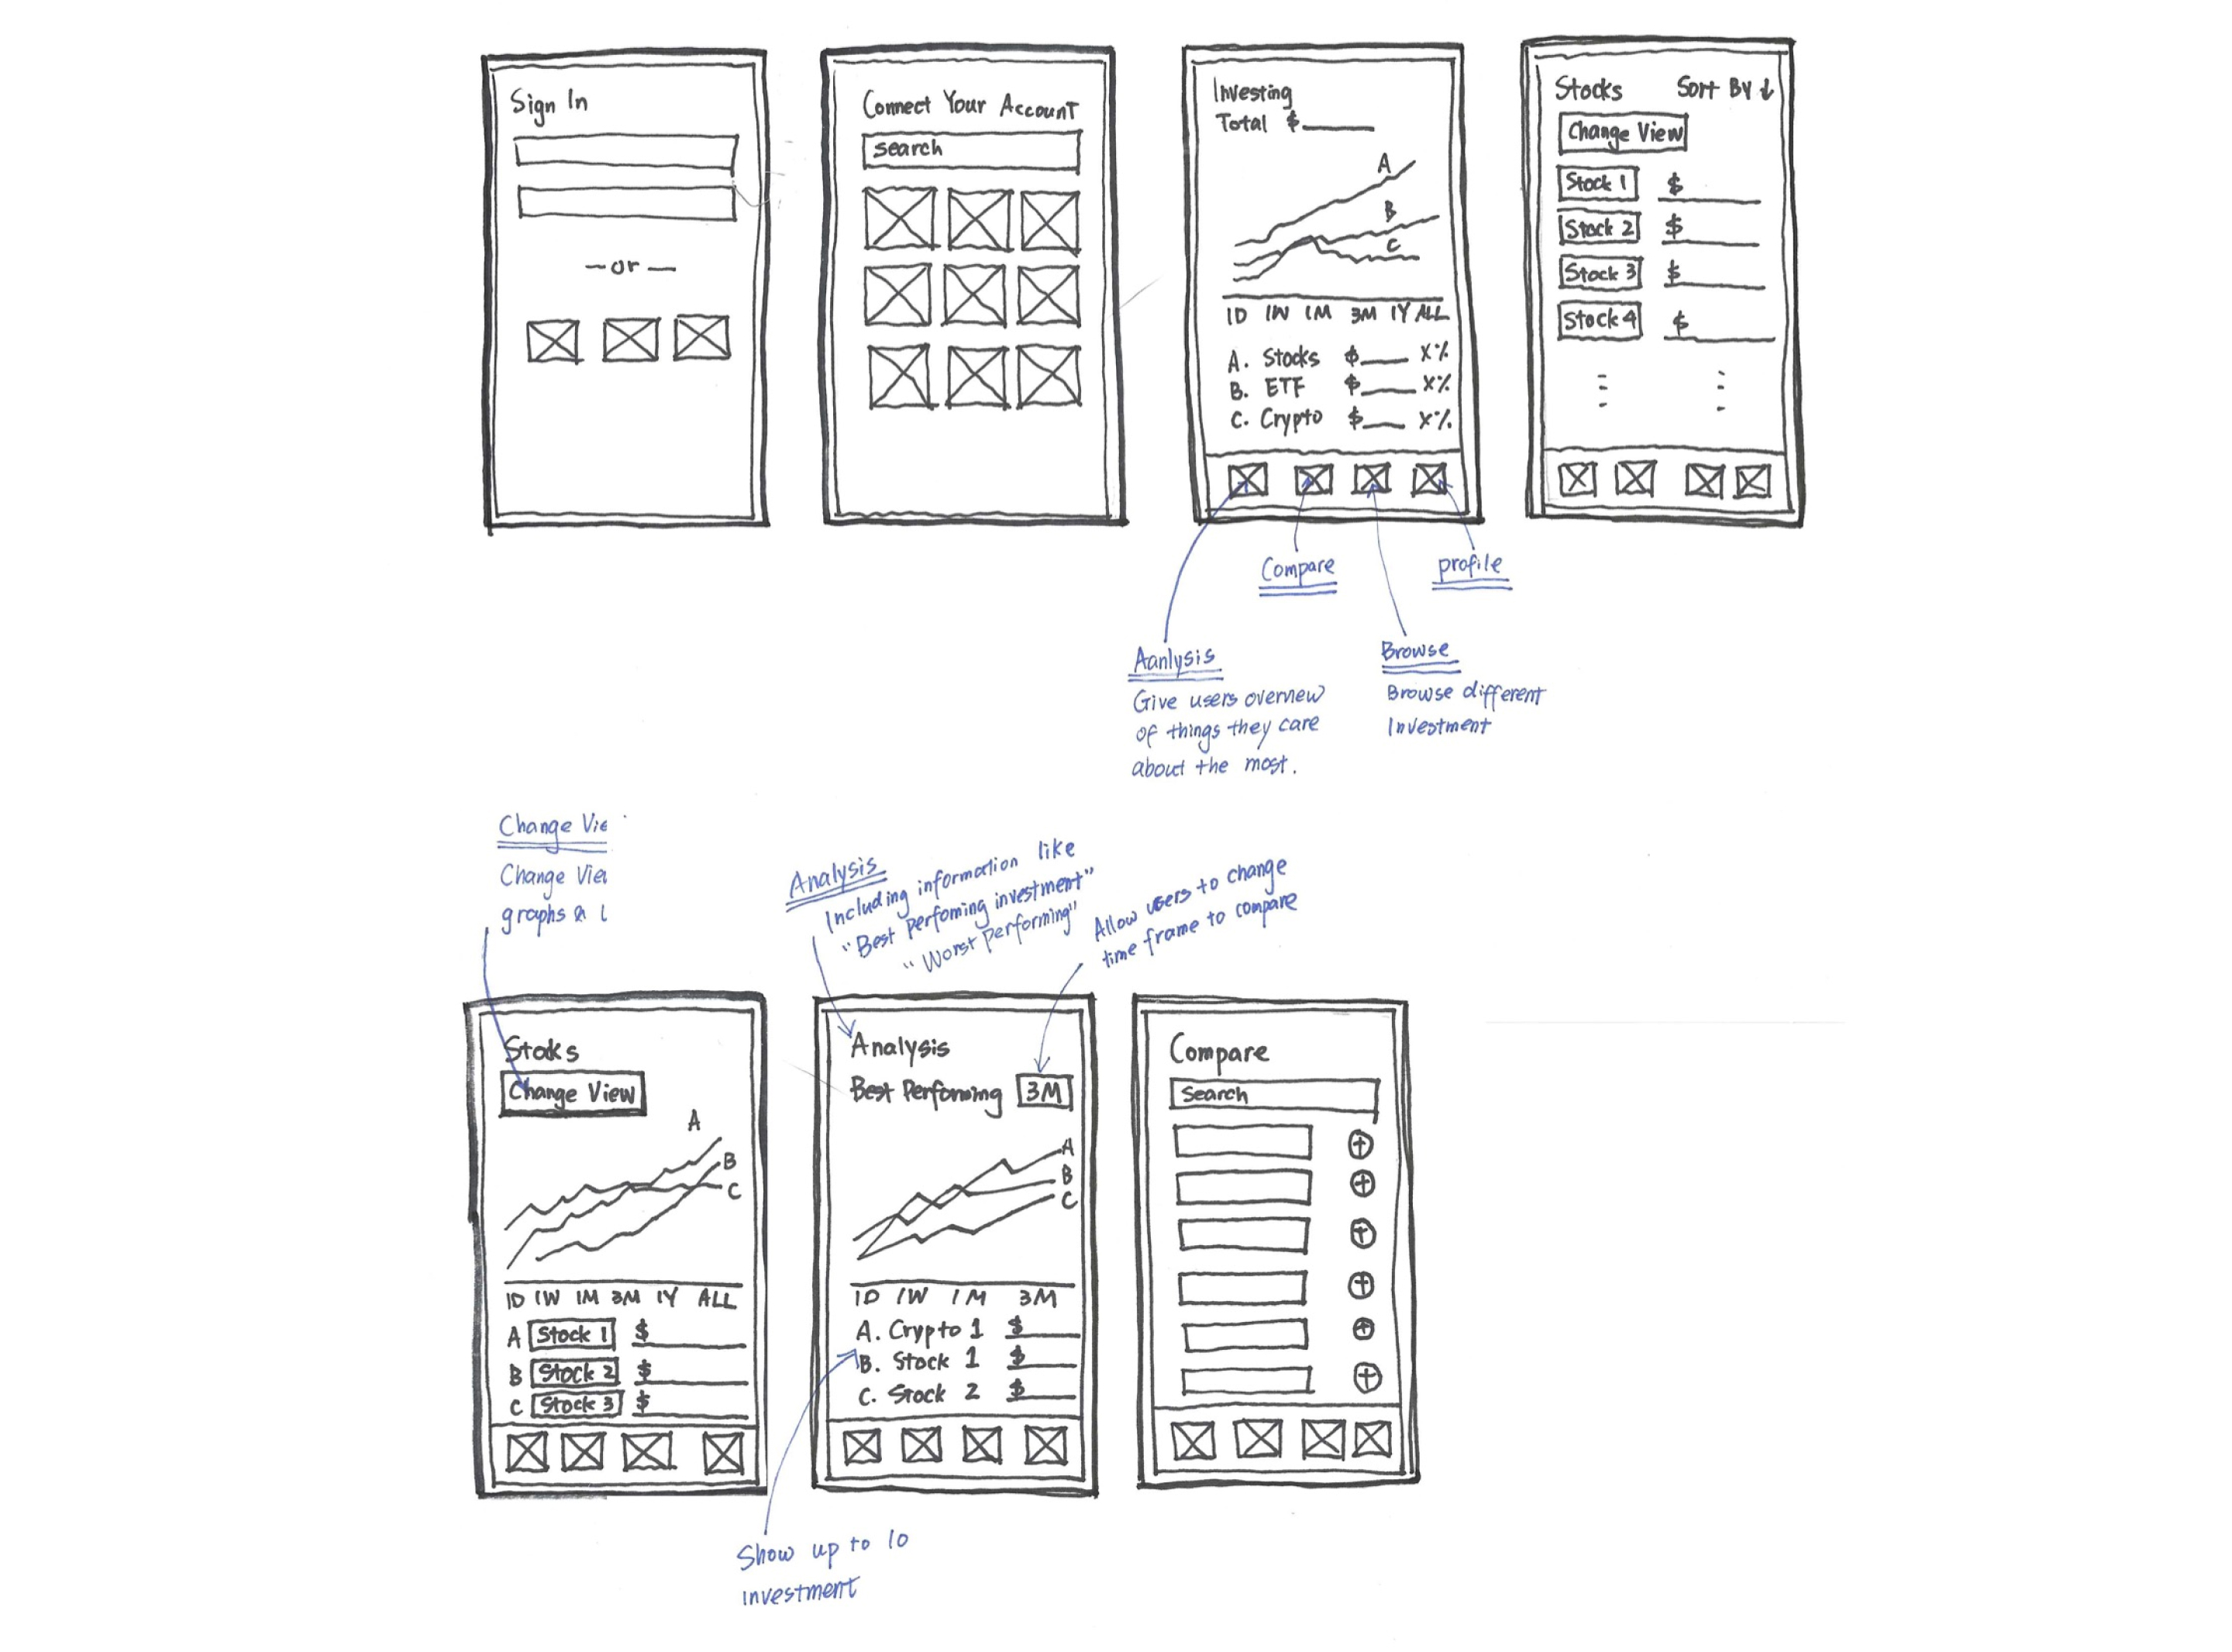 Sign In
—or—
Connect Your Account
search
Investing
Total $
A
B
C
1D 1W 1M 3M 1Y ALL
A. Stocks $ X%
B. ETF $ X%
C. Crypto $ X%
Stocks Sort By ↓
Change View
Stock 1 $
Stock 2 $
Stock 3 $
Stock 4 $
Compare
profile
Aanlysis
Give users overview
of things they care
about the most.
Browse
Browse different
Investment
Change Vie
Change Vie
graphs &
Analysis
Including information like
"Best perfoming investment"
"Worst performing"
Allow users to change
time frame to compare
Stocks
Change View
A
B
C
1D 1W 1M 3M 1Y ALL
A Stock 1 $
B Stock 2 $
C Stock 3 $
Analysis
Best Perfoming 3M
A
B
C
1D 1W 1M 3M
A. Crypto 1 $
B. Stock 1 $
C. Stock 2 $
Show up to 10
investment
Compare
Search